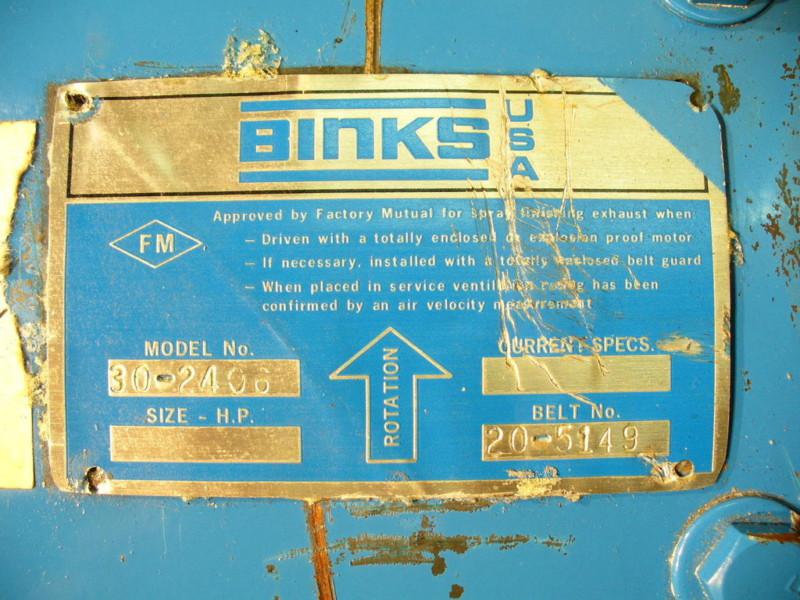 BINKS
USA
Approved by Factory Mutual for spray finishing exhaust when:
FM
– Driven with a totally enclosed or explosion proof motor
– If necessary, installed with a totally enclosed belt guard
– When placed in service ventilation rating has been
confirmed by an air velocity measurement
MODEL No.
30-2406
SIZE - H.P.
ROTATION
CURRENT SPECS.
BELT No.
20-5149